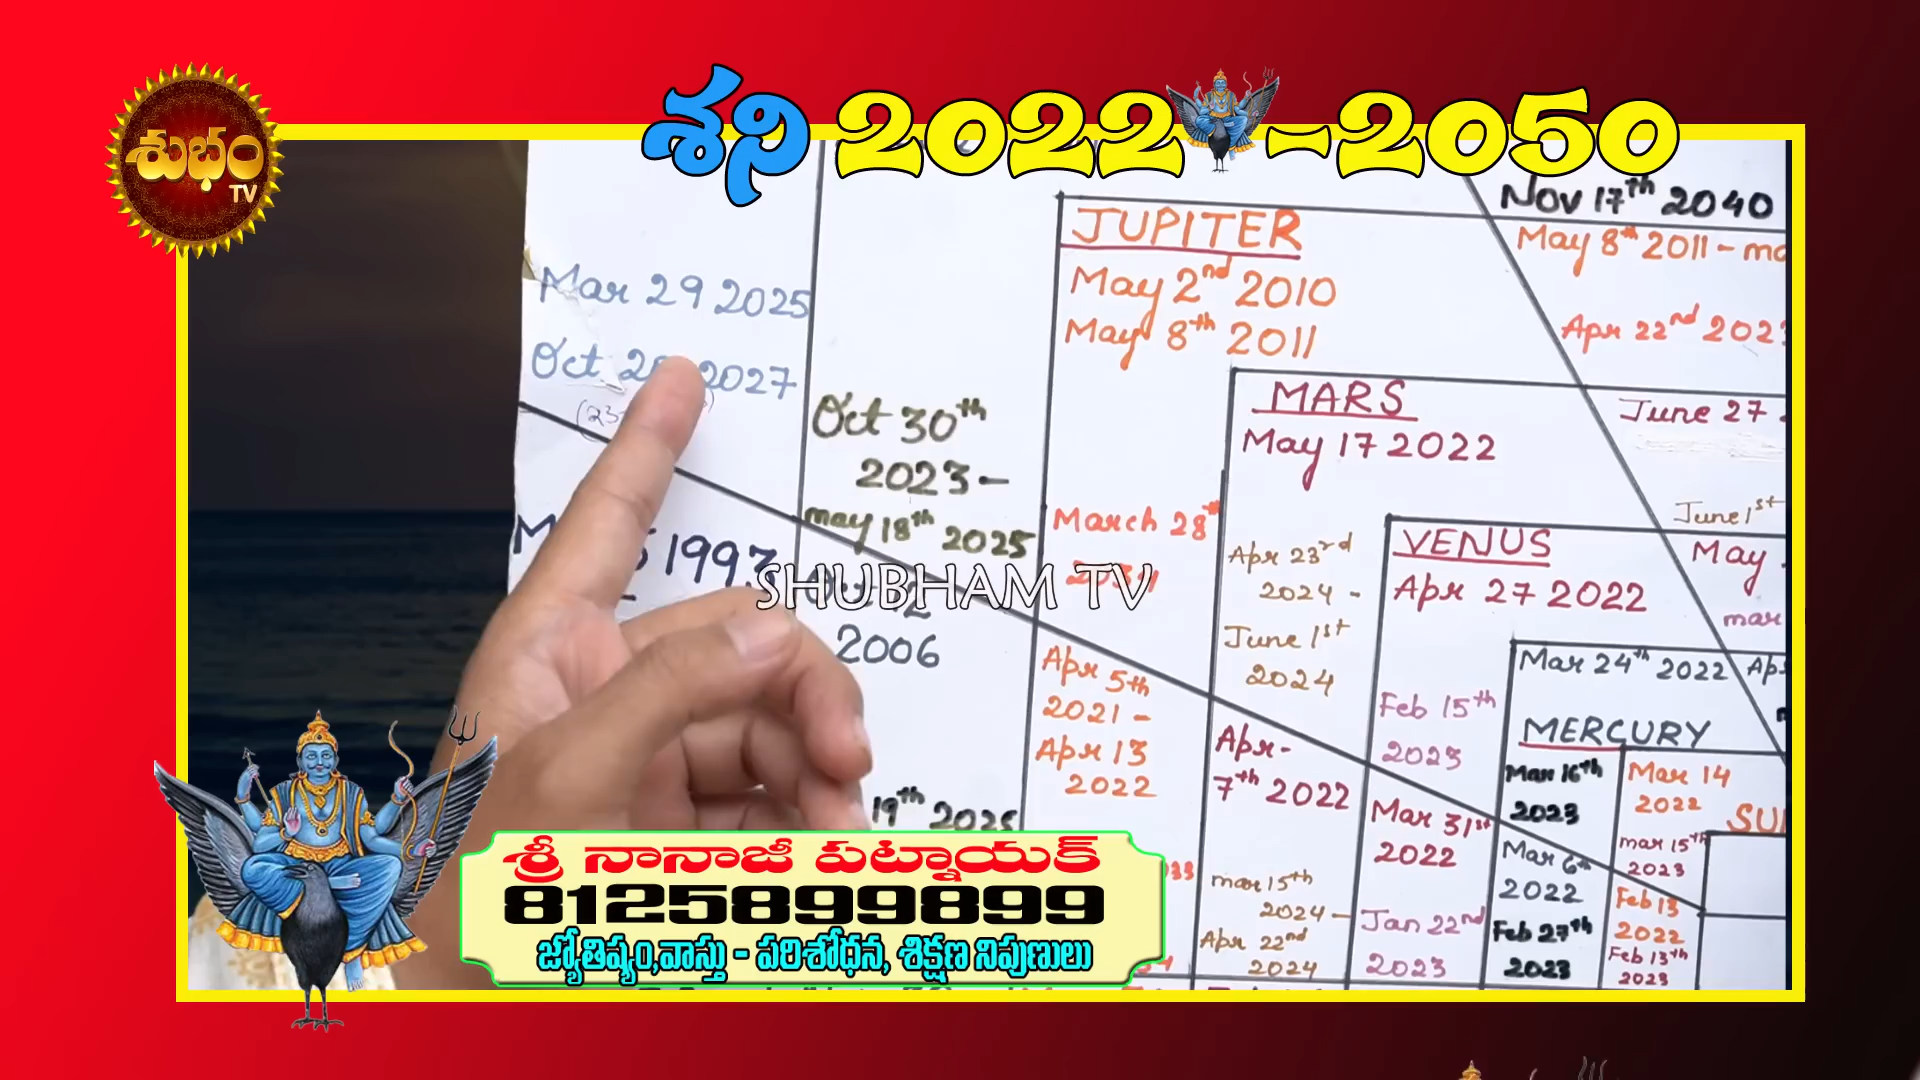 శని 2022-2050
శుభం
TV
Nov 17th 2040
JUPITER
May 8th 2011 -
Mar 29 2025
May 2nd 2010
May 8th 2011
Apr 22nd
Oct 2027
MARS
June 27
Oct 30th
2023 -
May 17 2022
may 18th 2025
March 28th
June 1st
VENUS
May
Apr 23rd
2024 -
1993
SHUBHAM TV
Apr 27 2022
June 1st
2024
2006
Mar 24th 2022
Apr 5th
2021 -
Apr 13
2022
Feb 15th
2023
MERCURY
Apr -
7th 2022
Mar 16th
2023
Mar 14
2022
19th 2025
Mar 31st
2022
mar 15th
2023
Mar 6th
2022
mar 15th
2024 -
Apr 22nd
2024
Jan 22nd
2023
Feb 27th
2023
Feb 13
2022
Feb 13th
2023
శ్రీ నానాజీ పట్నాయక్
8125899899
జ్యోతిష్యం,వాస్తు - పరిశోధన, శిక్షణ నిపుణులు